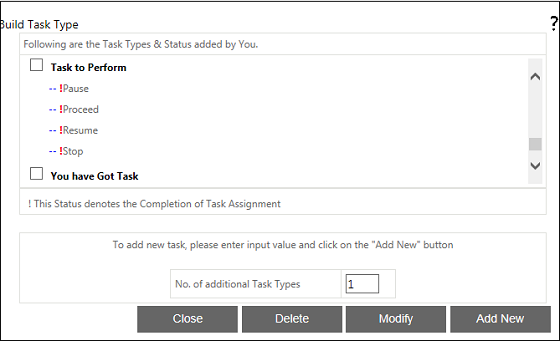 Build Task Type ?
Following are the Task Types & Status added by You.
Task to Perform
-- !Pause
-- !Proceed
-- !Resume
-- !Stop
You have Got Task
! This Status denotes the Completion of Task Assignment
To add new task, please enter input value and click on the "Add New" button
No. of additional Task Types 1
Close Delete Modify Add New